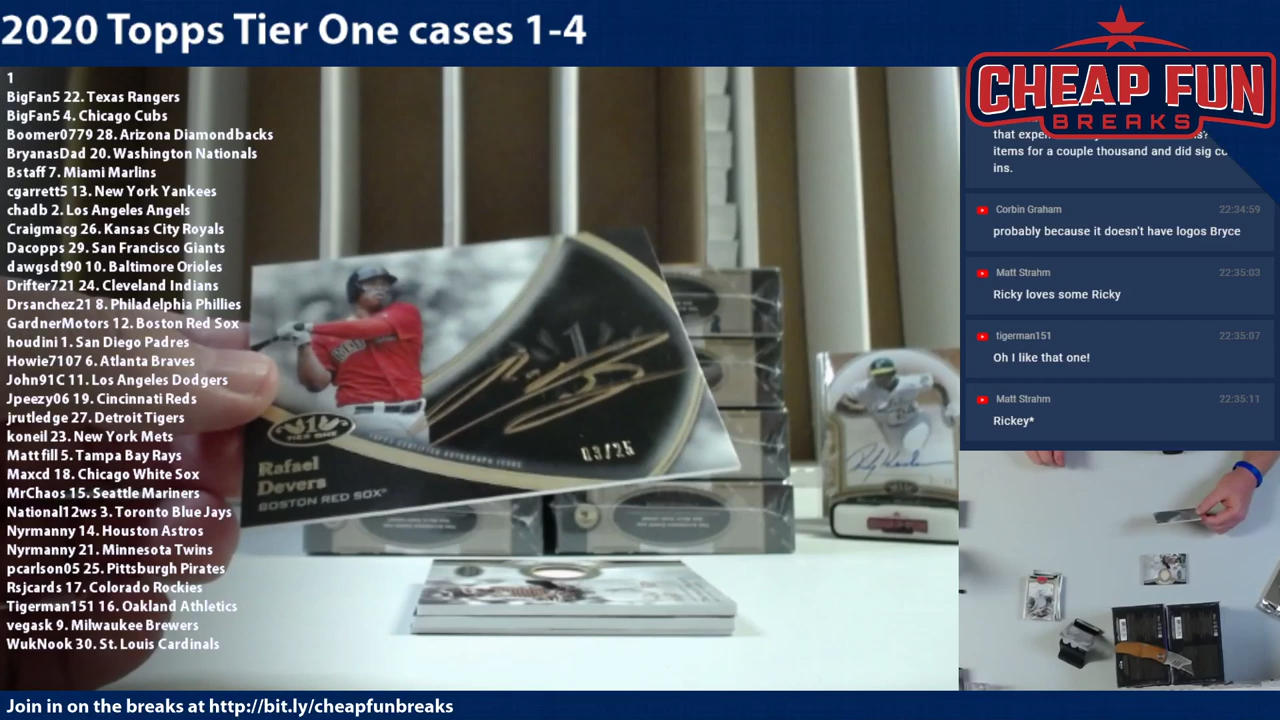 2020 Topps Tier One cases 1-4
1
BigFan5 22. Texas Rangers
BigFan5 4. Chicago Cubs
Boomer0779 28. Arizona Diamondbacks
BryanasDad 20. Washington Nationals
Bstaff 7. Miami Marlins
cgarrett5 13. New York Yankees
chadb 2. Los Angeles Angels
Craigmacg 26. Kansas City Royals
Dacopps 29. San Francisco Giants
dawgsdt90 10. Baltimore Orioles
Drifter721 24. Cleveland Indians
Drsanchez21 8. Philadelphia Phillies
GardnerMotors 12. Boston Red Sox
houdini 1. San Diego Padres
Howie7107 6. Atlanta Braves
John91C 11. Los Angeles Dodgers
Jpeezy06 19. Cincinnati Reds
jrutledge 27. Detroit Tigers
koneil 23. New York Mets
Matt fill 5. Tampa Bay Rays
Maxcd 18. Chicago White Sox
MrChaos 15. Seattle Mariners
National12ws 3. Toronto Blue Jays
Nyrmanny 14. Houston Astros
Nyrmanny 21. Minnesota Twins
pcarlson05 25. Pittsburgh Pirates
Rsjcards 17. Colorado Rockies
Tigerman151 16. Oakland Athletics
vegask 9. Milwaukee Brewers
WukNook 30. St. Louis Cardinals
1
TIER ONE
TOPPS CERTIFIED AUTOGRAPH ISSUE
03/25
Rafael
Devers
BOSTON RED SOX
CHEAP FUN
BREAKS
that
items for a couple thousand and did sig
ins.
Corbin Graham 22:34:59
probably because it doesn't have logos Bryce
Matt Strahm 22:35:03
Ricky loves some Ricky
tigerman151 22:35:07
Oh I like that one!
Matt Strahm 22:35:11
Rickey*
Join in on the breaks at http://bit.ly/cheapfunbreaks